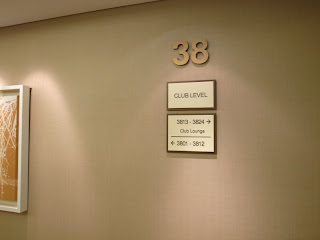 38
CLUB LEVEL
3813 - 3824 →
Club Lounge
← 3801 - 3812